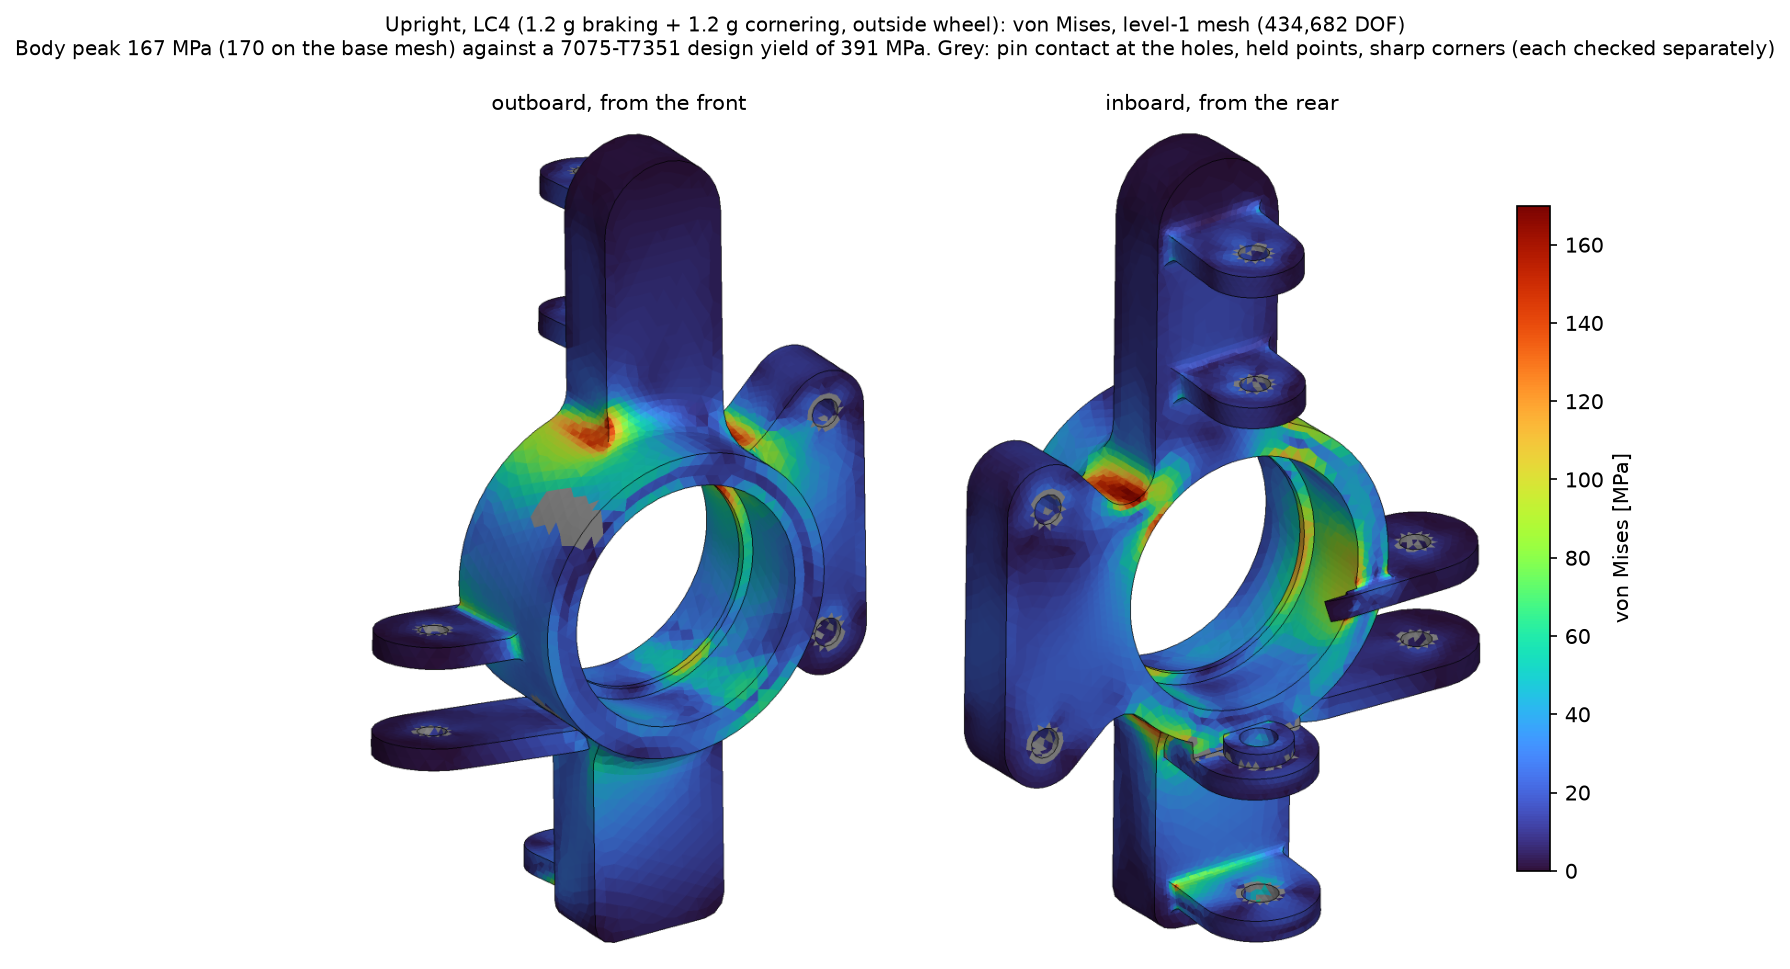 Upright, LC4 (1.2 g braking + 1.2 g cornering, outside wheel): von Mises, level-1 mesh (434,682 DOF)
Body peak 167 MPa (170 on the base mesh) against a 7075-T7351 design yield of 391 MPa. Grey: pin contact at the holes, held points, sharp corners (each checked separately)
outboard, from the front
inboard, from the rear
160
140
120
100
80
60
40
20
0
von Mises [MPa]